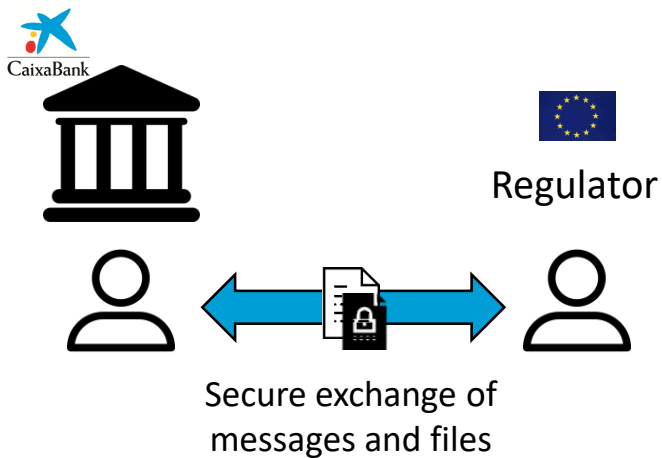 CaixaBank
Regulator
Secure exchange of
messages and files